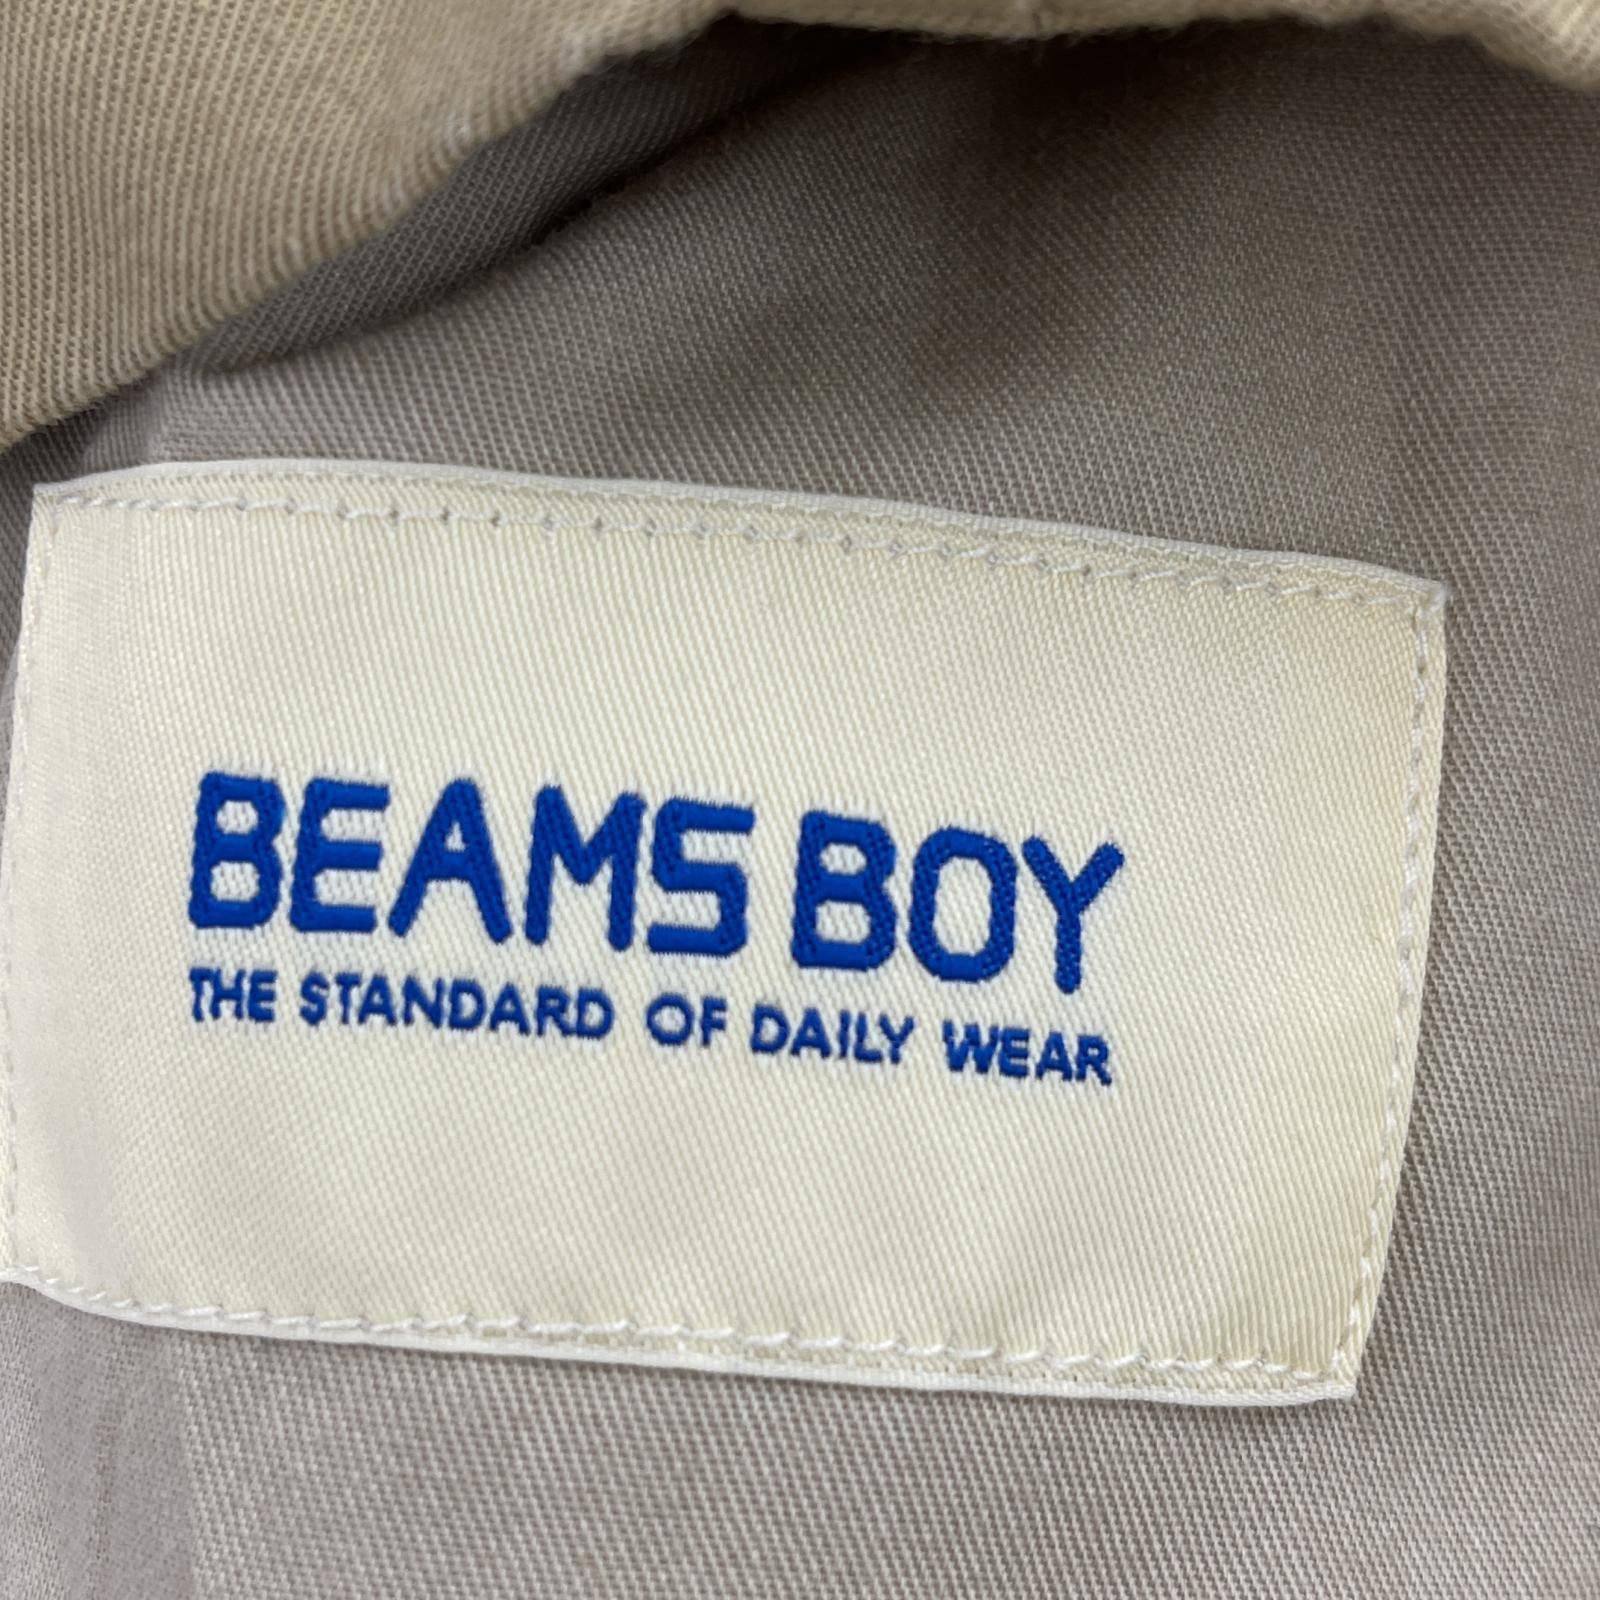 BEAMS BOY
THE STANDARD OF DAILY WEAR